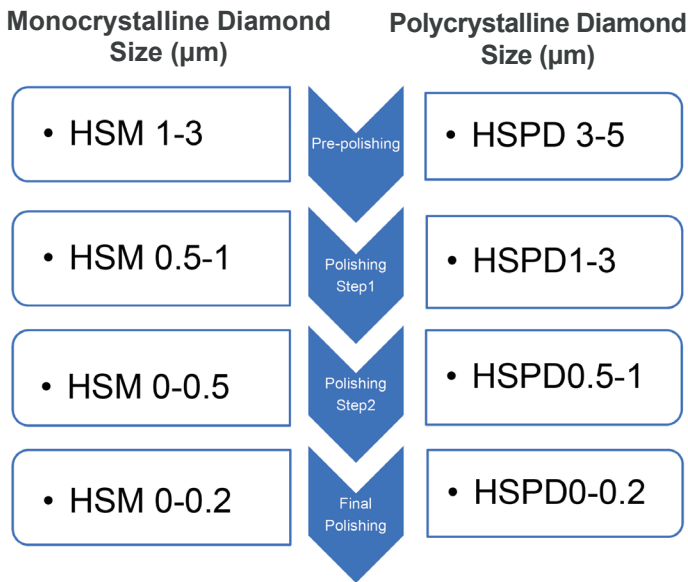 Monocrystalline Diamond
Size (µm)
Polycrystalline Diamond
Size (µm)
• HSM 1-3
Pre-polishing
• HSPD 3-5
• HSM 0.5-1
Polishing
Step1
• HSPD1-3
• HSM 0-0.5
Polishing
Step2
• HSPD0.5-1
• HSM 0-0.2
Final
Polishing
• HSPD0-0.2